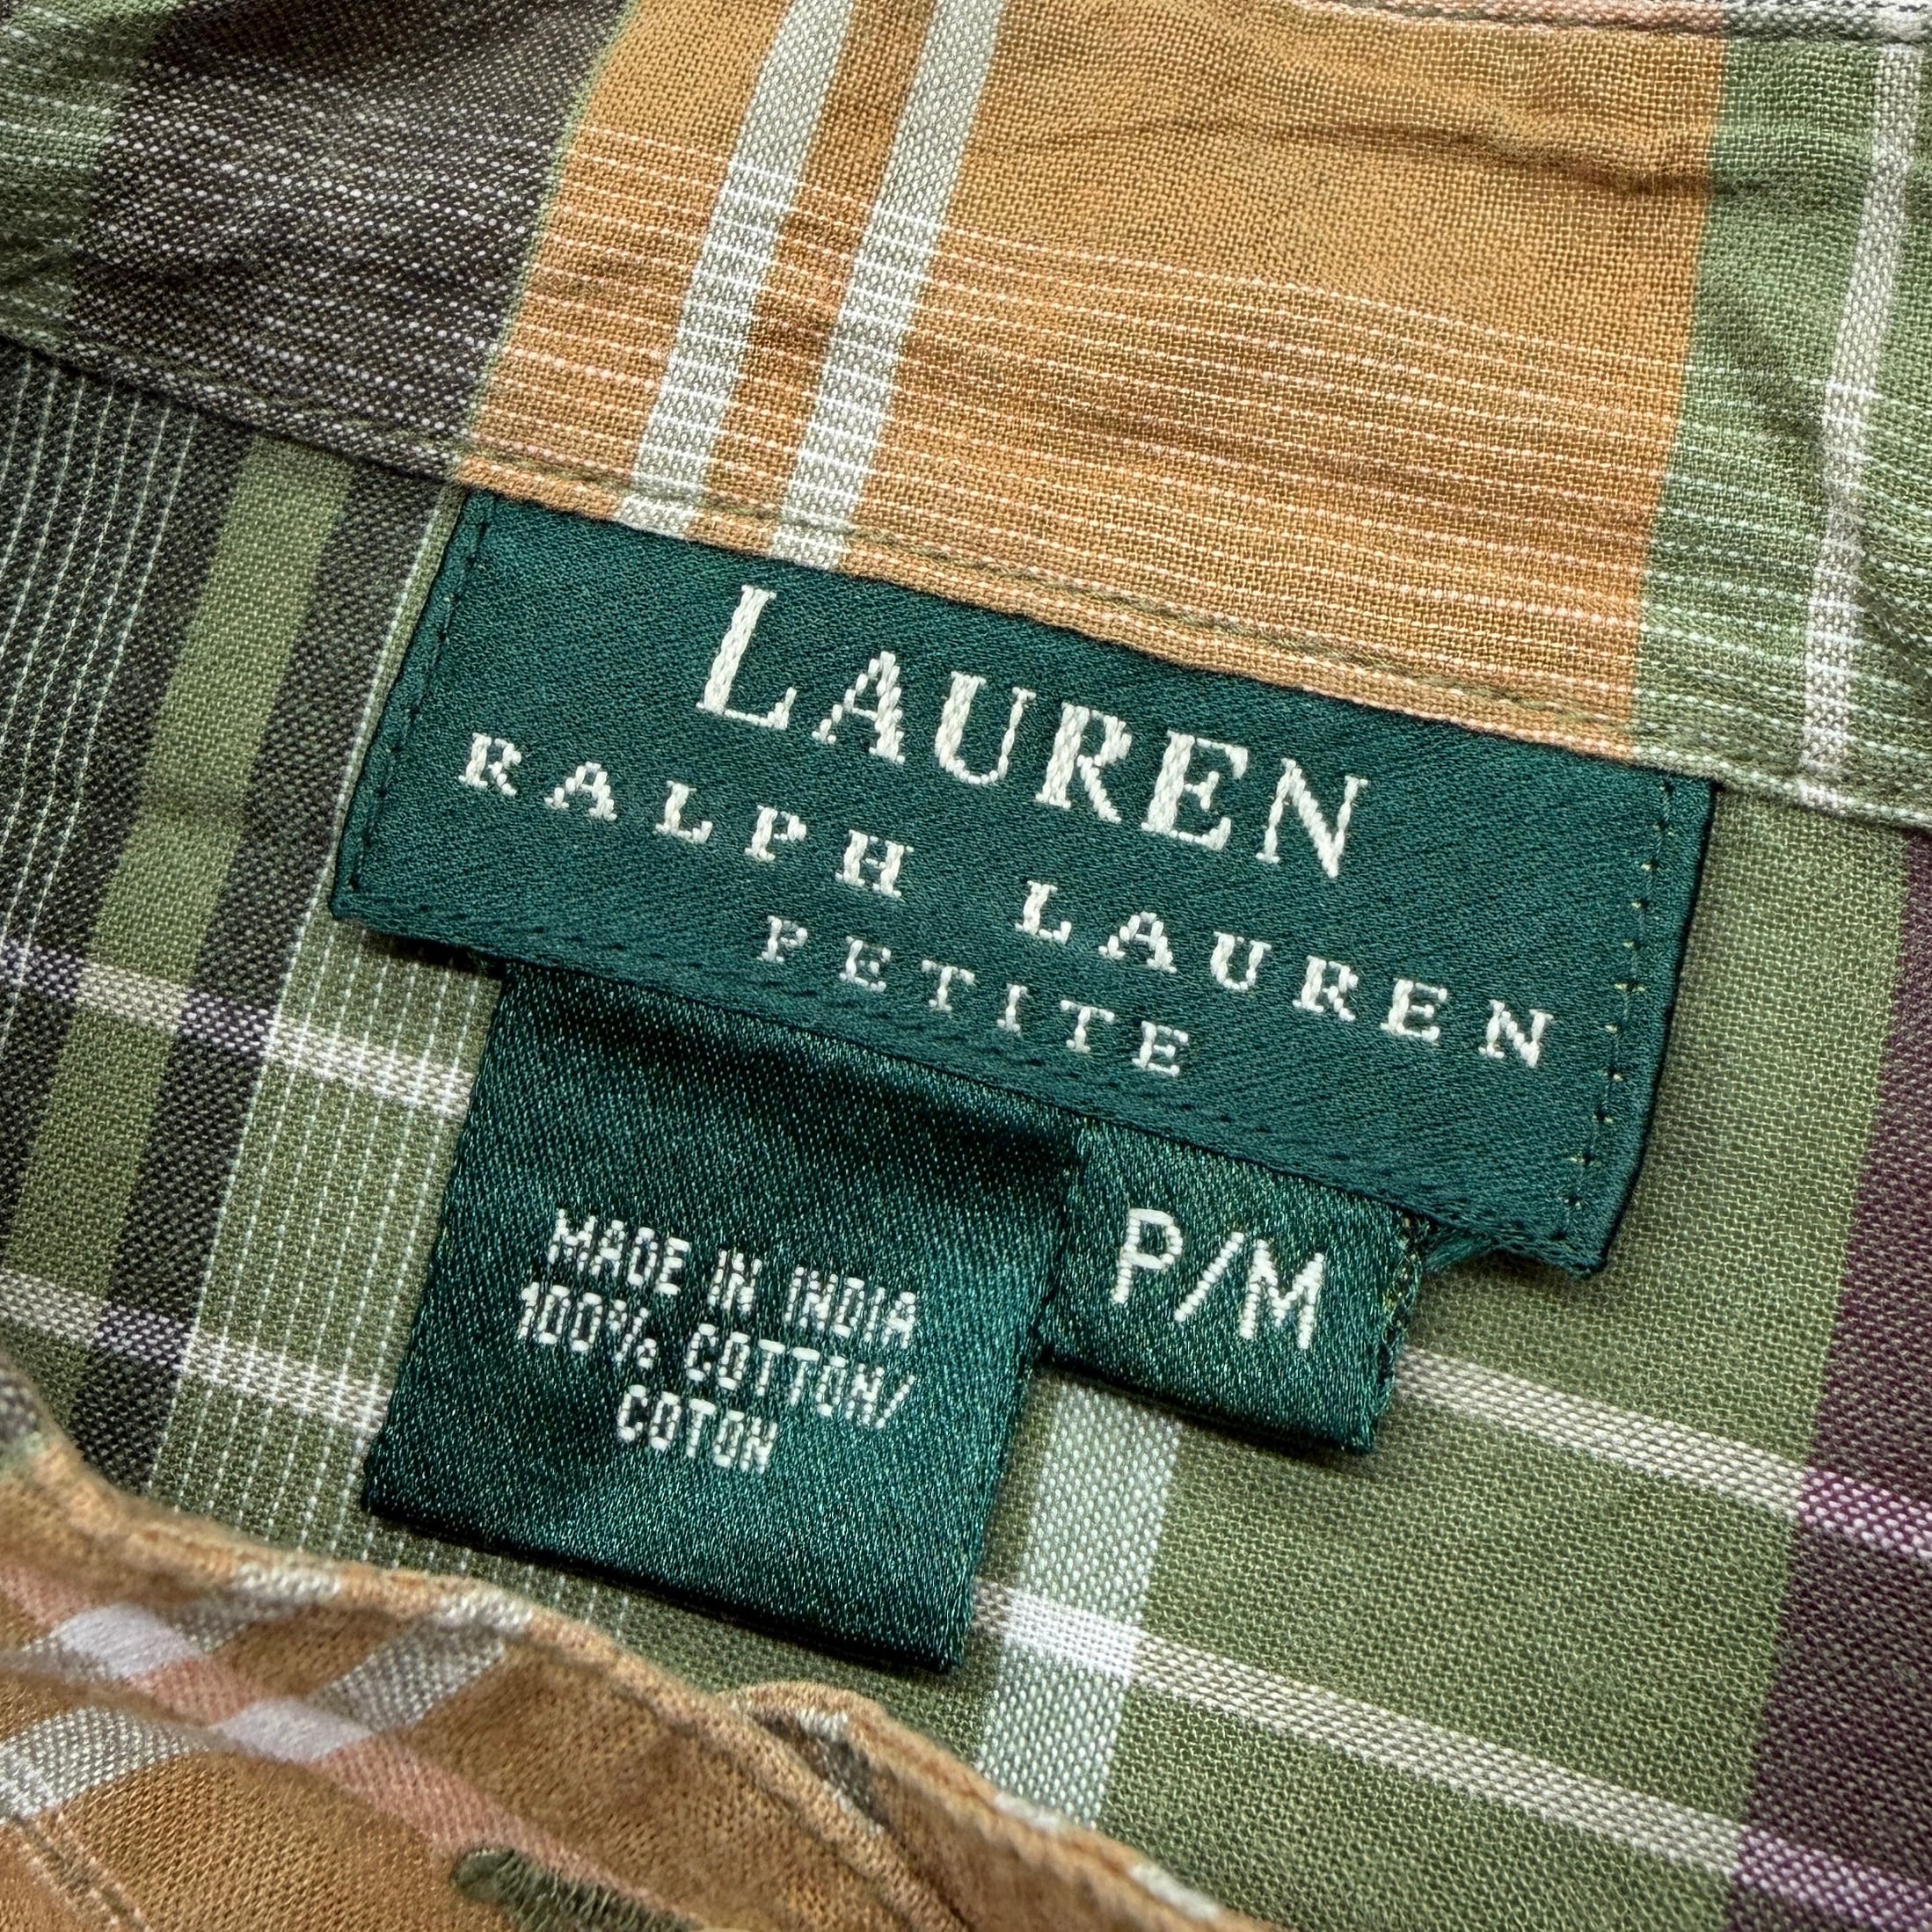 LAUREN
RALPH LAUREN
PETITE
P/M
MADE IN INDIA
100% COTTON/
COTON